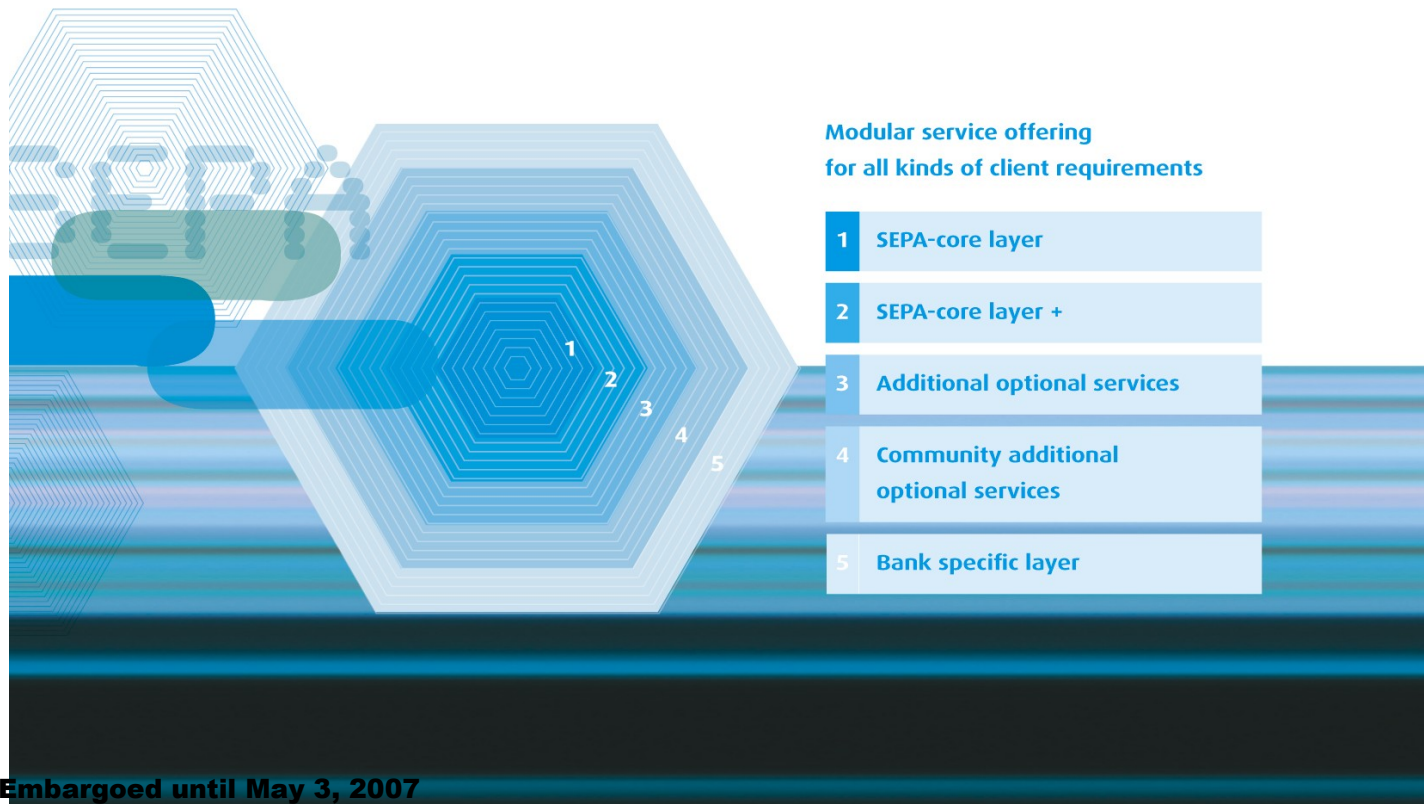 SEPA
1
2
3
4
5
Modular service offering
for all kinds of client requirements
1 SEPA-core layer
2 SEPA-core layer +
3 Additional optional services
4 Community additional
optional services
5 Bank specific layer
Embargoed until May 3, 2007